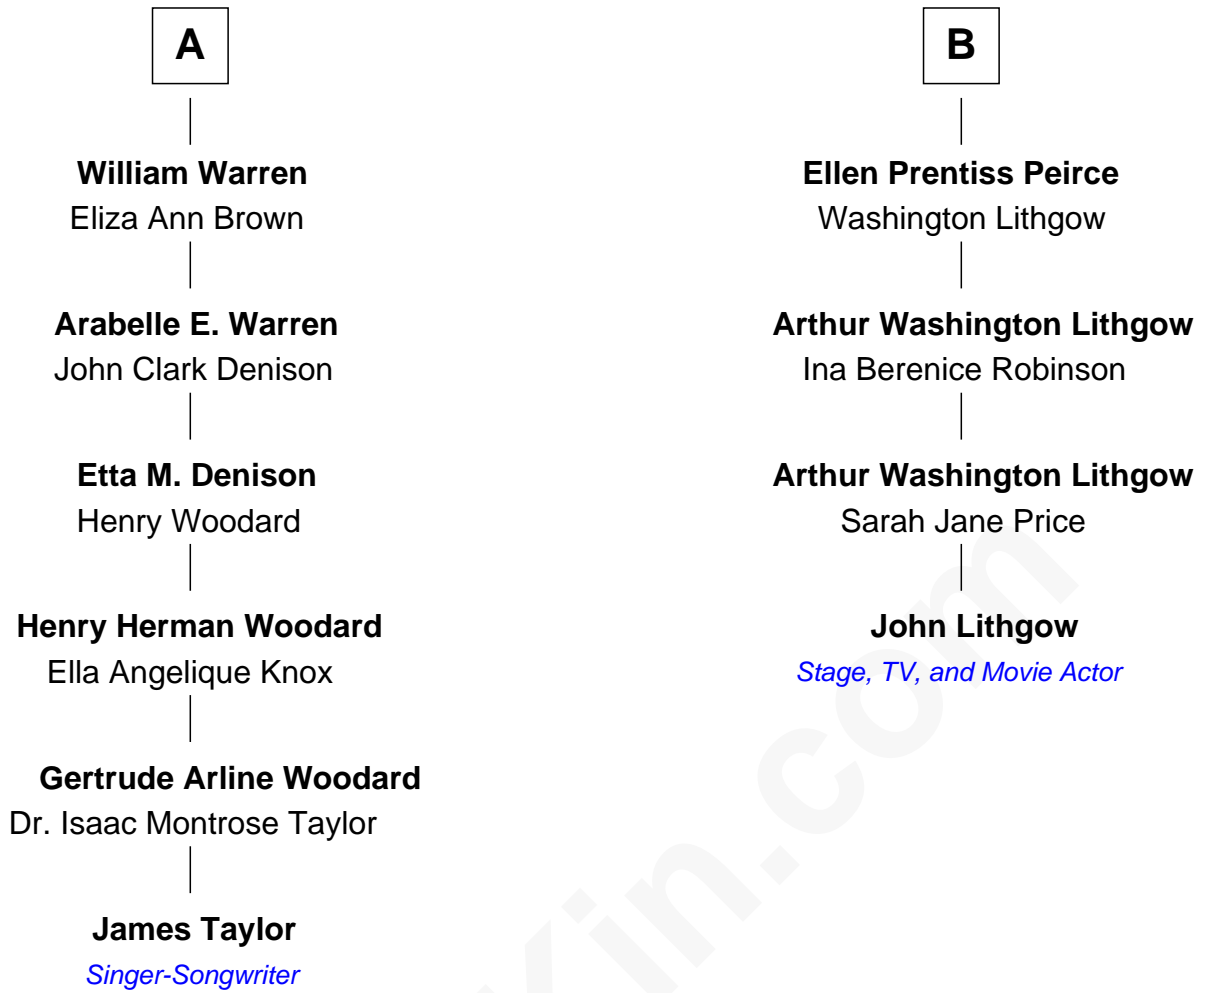 A
William Warren
Eliza Ann Brown
Arabelle E. Warren
John Clark Denison
Etta M. Denison
Henry Woodard
Henry Herman Woodard
Ella Angelique Knox
Gertrude Arline Woodard
Dr. Isaac Montrose Taylor
James Taylor
Singer-Songwriter
B
Ellen Prentiss Peirce
Washington Lithgow
Arthur Washington Lithgow
Ina Berenice Robinson
Arthur Washington Lithgow
Sarah Jane Price
John Lithgow
Stage, TV, and Movie Actor
Kin.com